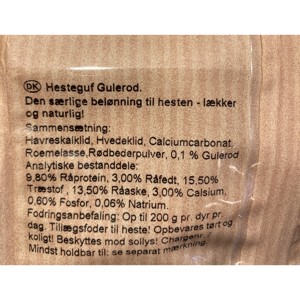 DK Hesteguf Gulerod.
Den særlige belønning til hesten - lækker
og naturlig!
Sammensætning:
Havreskalklid, Hvedeklid, Calciumcarbonat,
Roemelasse,Rødbederpulver, 0,1 % Gulerod
Analytiske bestanddele:
9,80% Råprotein, 3,00% Råfedt, 15,50%
Træstof , 13,50% Råaske, 3,00% Calsium,
0,60% Fosfor, 0,06% Natrium.
Fodringsanbefaling: Op til 200 g pr. dyr pr.
dag. Tillægsfoder til heste! Opbevares tørt og
koligt! Beskyttes mod sollys! Chargenr./
Mindst holdbar til: se separat mærkning.